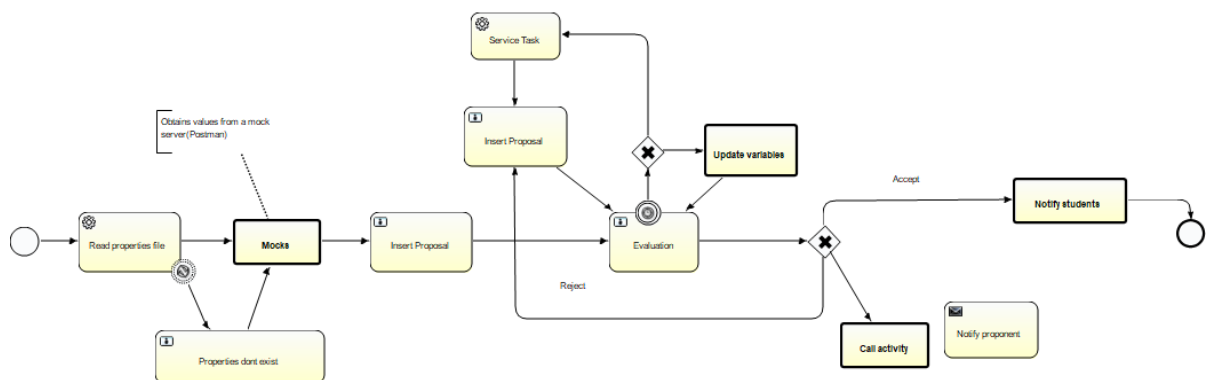 Service Task
Obtains values from a mock
server(Postman)
Insert Proposal
Update variables
Accept
Notify students
Read properties file
Mocks
Insert Proposal
Evaluation
Reject
Properties dont exist
Call activity
Notify proponent